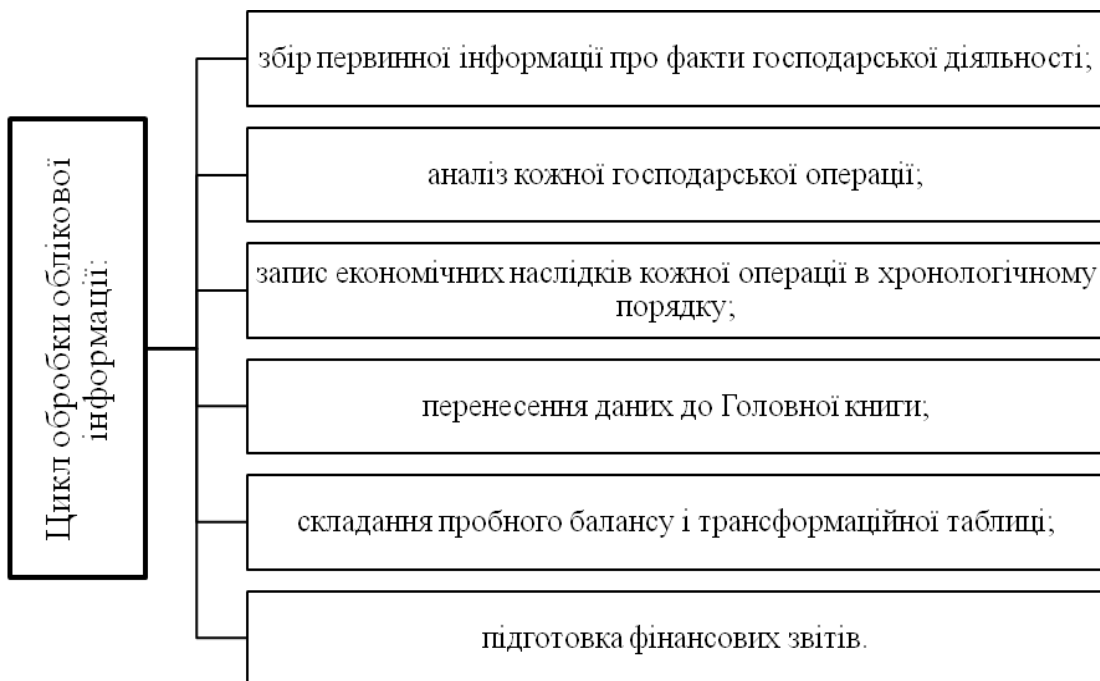 Цикл обробки облікової
інформації:
збір первинної інформації про факти господарської діяльності;
аналіз кожної господарської операції;
запис економічних наслідків кожної операції в хронологічному
порядку;
перенесення даних до Головної книги;
складання пробного балансу і трансформаційної таблиці;
підготовка фінансових звітів.